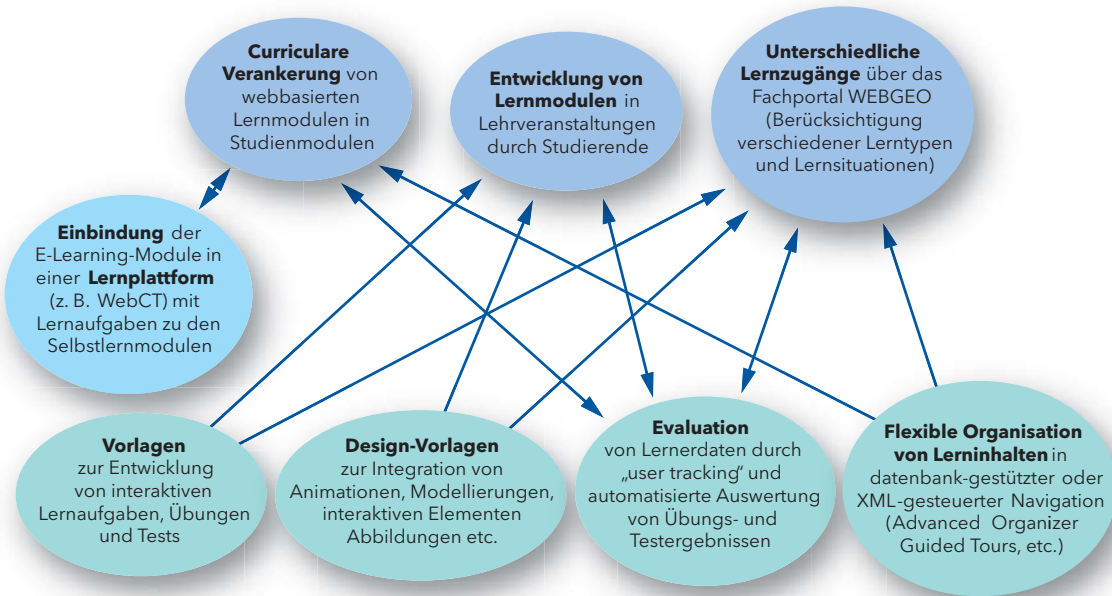 Curriculare
Verankerung von
webbasierten
Lernmodulen in
Studienmodulen
Entwicklung von
Lernmodulen in
Lehrveranstaltungen
durch Studierende
Unterschiedliche
Lernzugänge über das
Fachportal WEBGEO
(Berücksichtigung
verschiedener Lerntypen
und Lernsituationen)
Einbindung der
E-Learning-Module in
einer Lernplattform
(z. B. WebCT) mit
Lernaufgaben zu den
Selbstlernmodulen
Vorlagen
zur Entwicklung
von interaktiven
Lernaufgaben, Übungen
und Tests
Design-Vorlagen
zur Integration von
Animationen, Modellierungen,
interaktiven Elementen
Abbildungen etc.
Evaluation
von Lernerdaten durch
„user tracking“ und
automatisierte Auswertung
von Übungs- und
Testergebnissen
Flexible Organisation
von Lerninhalten in
datenbank-gestützter oder
XML-gesteuerter Navigation
(Advanced Organizer
Guided Tours, etc.)